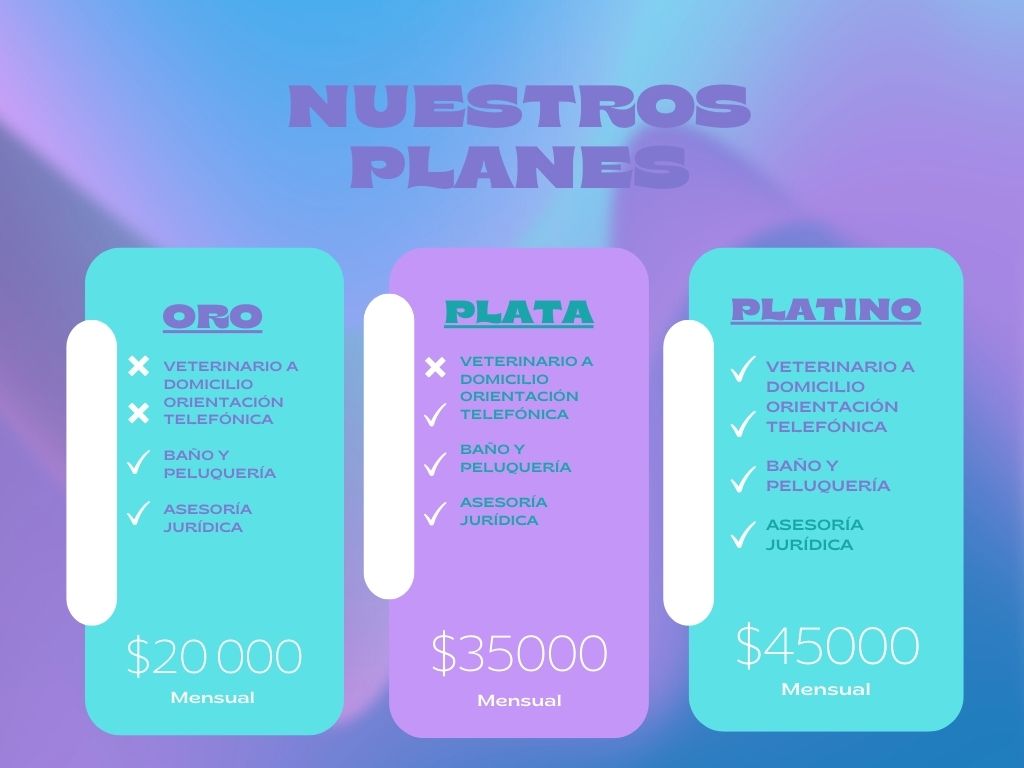 NUESTROS
PLANES
ORO
VETERINARIO A
DOMICILIO
ORIENTACIÓN
TELEFÓNICA
BAÑO Y
PELUQUERÍA
ASESORÍA
JURÍDICA
$20 000
Mensual
PLATA
VETERINARIO A
DOMICILIO
ORIENTACIÓN
TELEFÓNICA
BAÑO Y
PELUQUERÍA
ASESORÍA
JURÍDICA
$35000
Mensual
PLATINO
VETERINARIO A
DOMICILIO
ORIENTACIÓN
TELEFÓNICA
BAÑO Y
PELUQUERÍA
ASESORÍA
JURÍDICA
$45000
Mensual